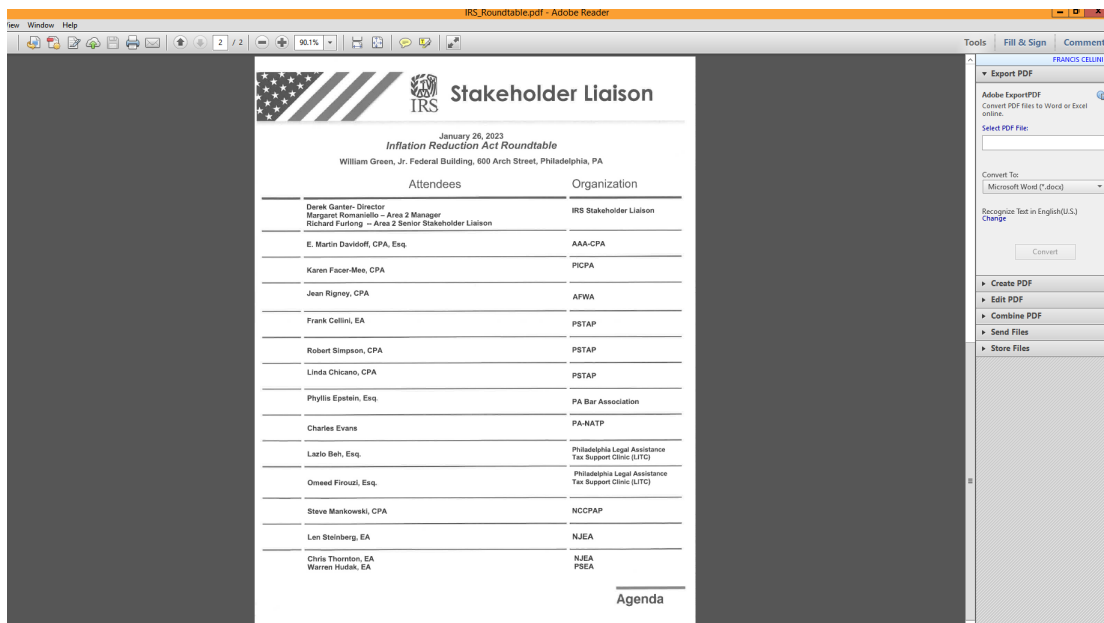 IRS_Roundtable.pdf - Adobe Reader
View Window Help
2 / 2 90.1% Tools Fill & Sign Comment
FRANCIS CELLINI
IRS Stakeholder Liaison
January 26, 2023
Inflation Reduction Act Roundtable
William Green, Jr. Federal Building, 600 Arch Street, Philadelphia, PA
Attendees Organization
Derek Ganter- Director
Margaret Romaniello – Area 2 Manager
Richard Furlong -- Area 2 Senior Stakeholder Liaison
IRS Stakeholder Liaison
E. Martin Davidoff, CPA, Esq. AAA-CPA
Karen Facer-Mee, CPA PICPA
Jean Rigney, CPA AFWA
Frank Cellini, EA PSTAP
Robert Simpson, CPA PSTAP
Linda Chicano, CPA PSTAP
Phyllis Epstein, Esq. PA Bar Association
Charles Evans PA-NATP
Lazlo Beh, Esq. Philadelphia Legal Assistance
Tax Support Clinic (LITC)
Omeed Firouzi, Esq. Philadelphia Legal Assistance
Tax Support Clinic (LITC)
Steve Mankowski, CPA NCCPAP
Len Steinberg, EA NJEA
Chris Thornton, EA NJEA
Warren Hudak, EA PSEA
Agenda
Export PDF
Adobe ExportPDF
Convert PDF files to Word or Excel
online.
Select PDF File:
Convert To:
Microsoft Word (*.docx)
Recognize Text in English(U.S.)
Change
Convert
Create PDF
Edit PDF
Combine PDF
Send Files
Store Files